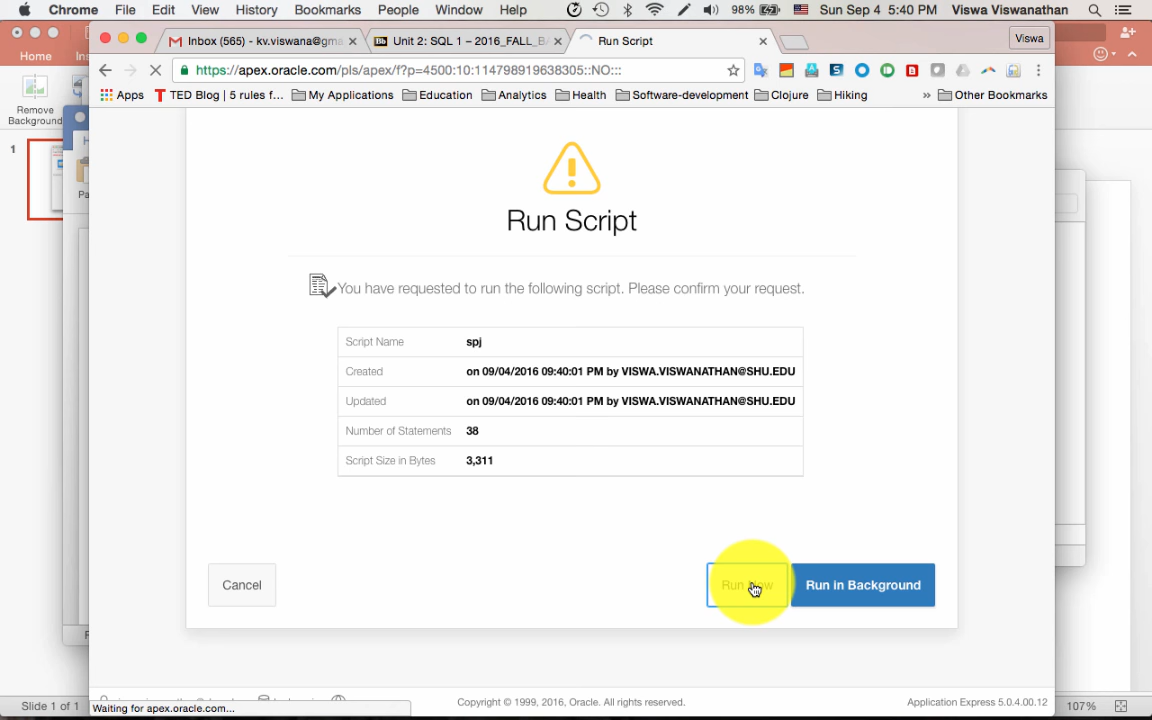 Chrome File Edit View History Bookmarks People Window Help 98% Sun Sep 4 5:40 PM Viswa Viswanathan
Home
Inbox (565) - kv.viswana@gma
Bb Unit 2: SQL 1 – 2016_FALL_BA
Run Script
Viswa
https://apex.oracle.com/pls/apex/f?p=4500:10:114798919638305::NO:::
Apps TED Blog | 5 rules f... My Applications Education Analytics Health Software-development Clojure Hiking » Other Bookmarks
Remove
Background
1
Run Script
You have requested to run the following script. Please confirm your request.
Script Name spj
Created on 09/04/2016 09:40:01 PM by VISWA.VISWANATHAN@SHU.EDU
Updated on 09/04/2016 09:40:01 PM by VISWA.VISWANATHAN@SHU.EDU
Number of Statements 38
Script Size in Bytes 3,311
Cancel Run Now Run in Background
Copyright © 1999, 2016, Oracle. All rights reserved. Application Express 5.0.4.00.12
Slide 1 of 1 Waiting for apex.oracle.com... 107%